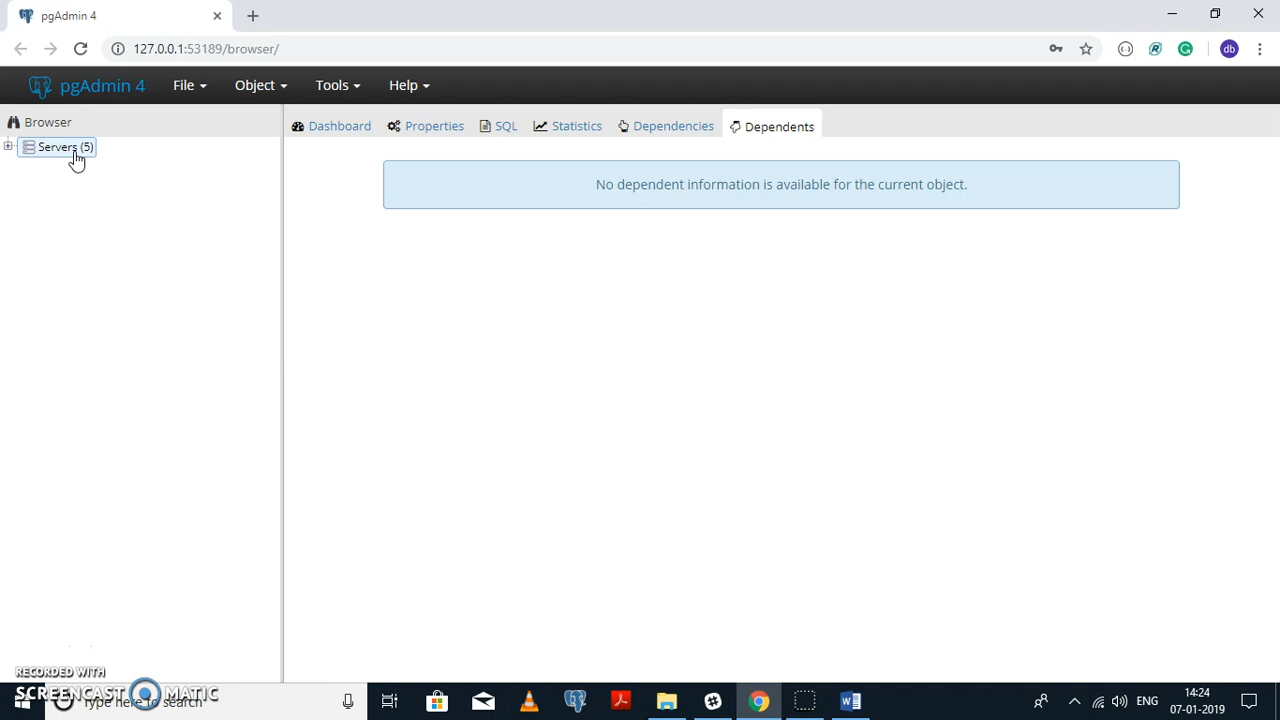 pgAdmin 4
127.0.0.1:53189/browser/
db
pgAdmin 4 File Object Tools Help
Browser
Servers (5)
Dashboard Properties SQL Statistics Dependencies Dependents
No dependent information is available for the current object.
RECORDED WITH
SCREENCAST MATIC
Type here to search
ENG
14:24
07-01-2019